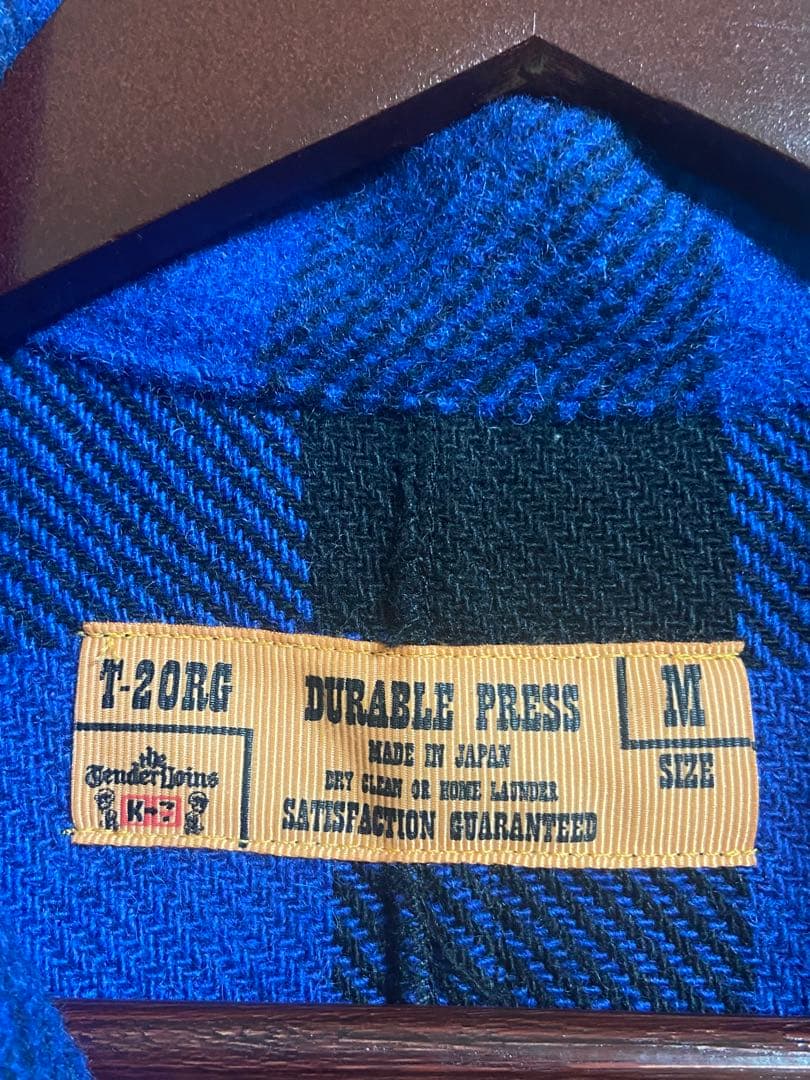 T-20RG
the
Tenderloins
DURABLE PRESS
MADE IN JAPAN
DRY CLEAN OR HOME LAUNDER
SATISFACTION GUARANTEED
M
SIZE